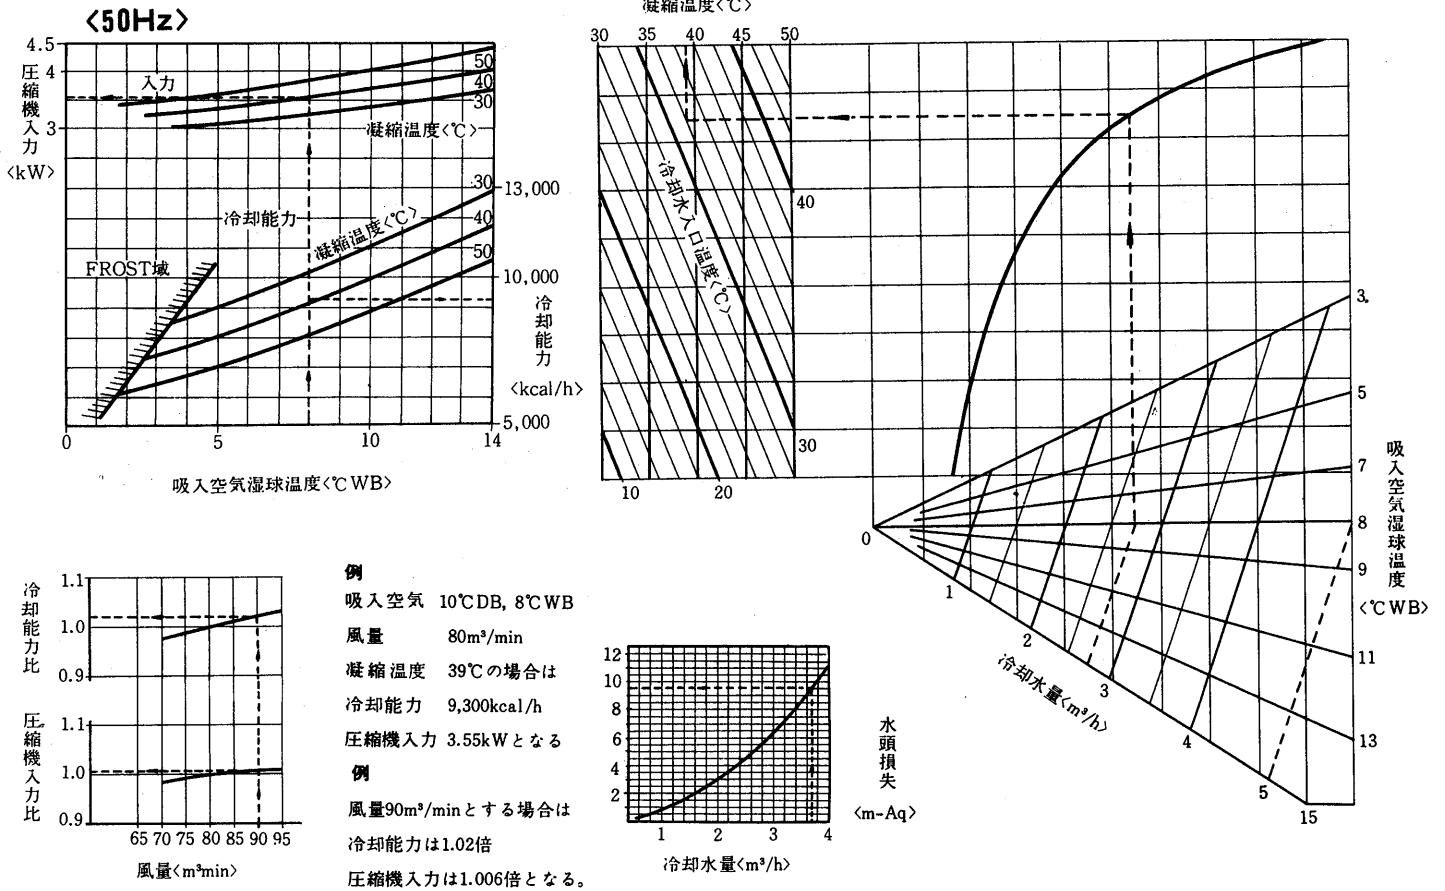 <50Hz>
4.5
4
3
圧縮機入力
<kW>
入力
50
40
30
凝縮温度<℃>
30
40
50
冷却能力
凝縮温度<℃>
FROST域
13,000
10,000
冷却能力
<kcal/h>
5,000
0 5 10 14
吸入空気湿球温度<℃WB>
凝縮温度<℃>
30 35 40 45 50
冷却水入口温度<℃>
40
30
10 20
0
3
5
7
8
9
11
13
15
吸入空気湿球温度
<℃WB>
1
2
3
4
5
冷却水量<m³/h>
冷却能力比
1.1
1.0
0.9
圧縮機入力比
1.1
1.0
0.9
65 70 75 80 85 90 95
風量<m³min>
例
吸入空気 10℃DB, 8℃WB
風量 80m³/min
凝縮温度 39℃の場合は
冷却能力 9,300kcal/h
圧縮機入力 3.55kWとなる
例
風量90m³/minとする場合は
冷却能力は1.02倍
圧縮機入力は1.006倍となる。
12
10
8
6
4
2
1 2 3 4
冷却水量<m³/h>
水頭損失
<m-Aq>